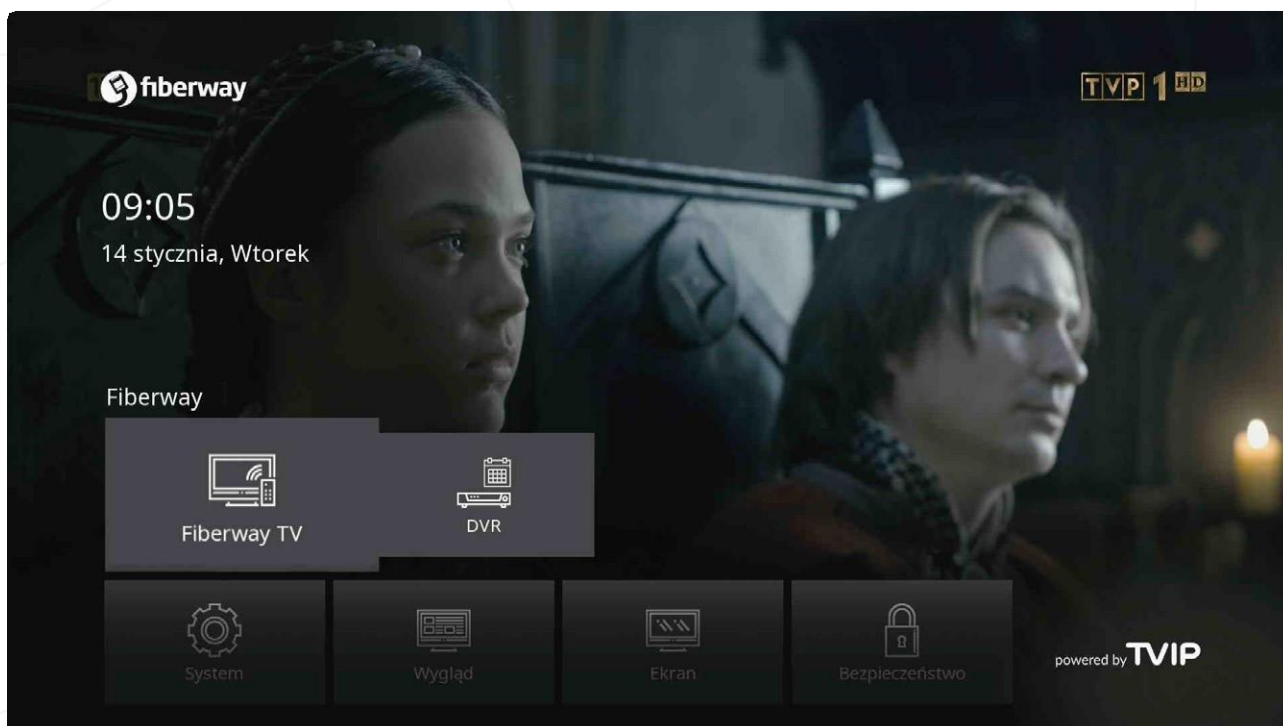 fiberway
TVP 1 HD
09:05
14 stycznia, Wtorek
Fiberway
Fiberway TV
DVR
System
Wygląd
Ekran
Bezpieczeństwo
powered by TVIP